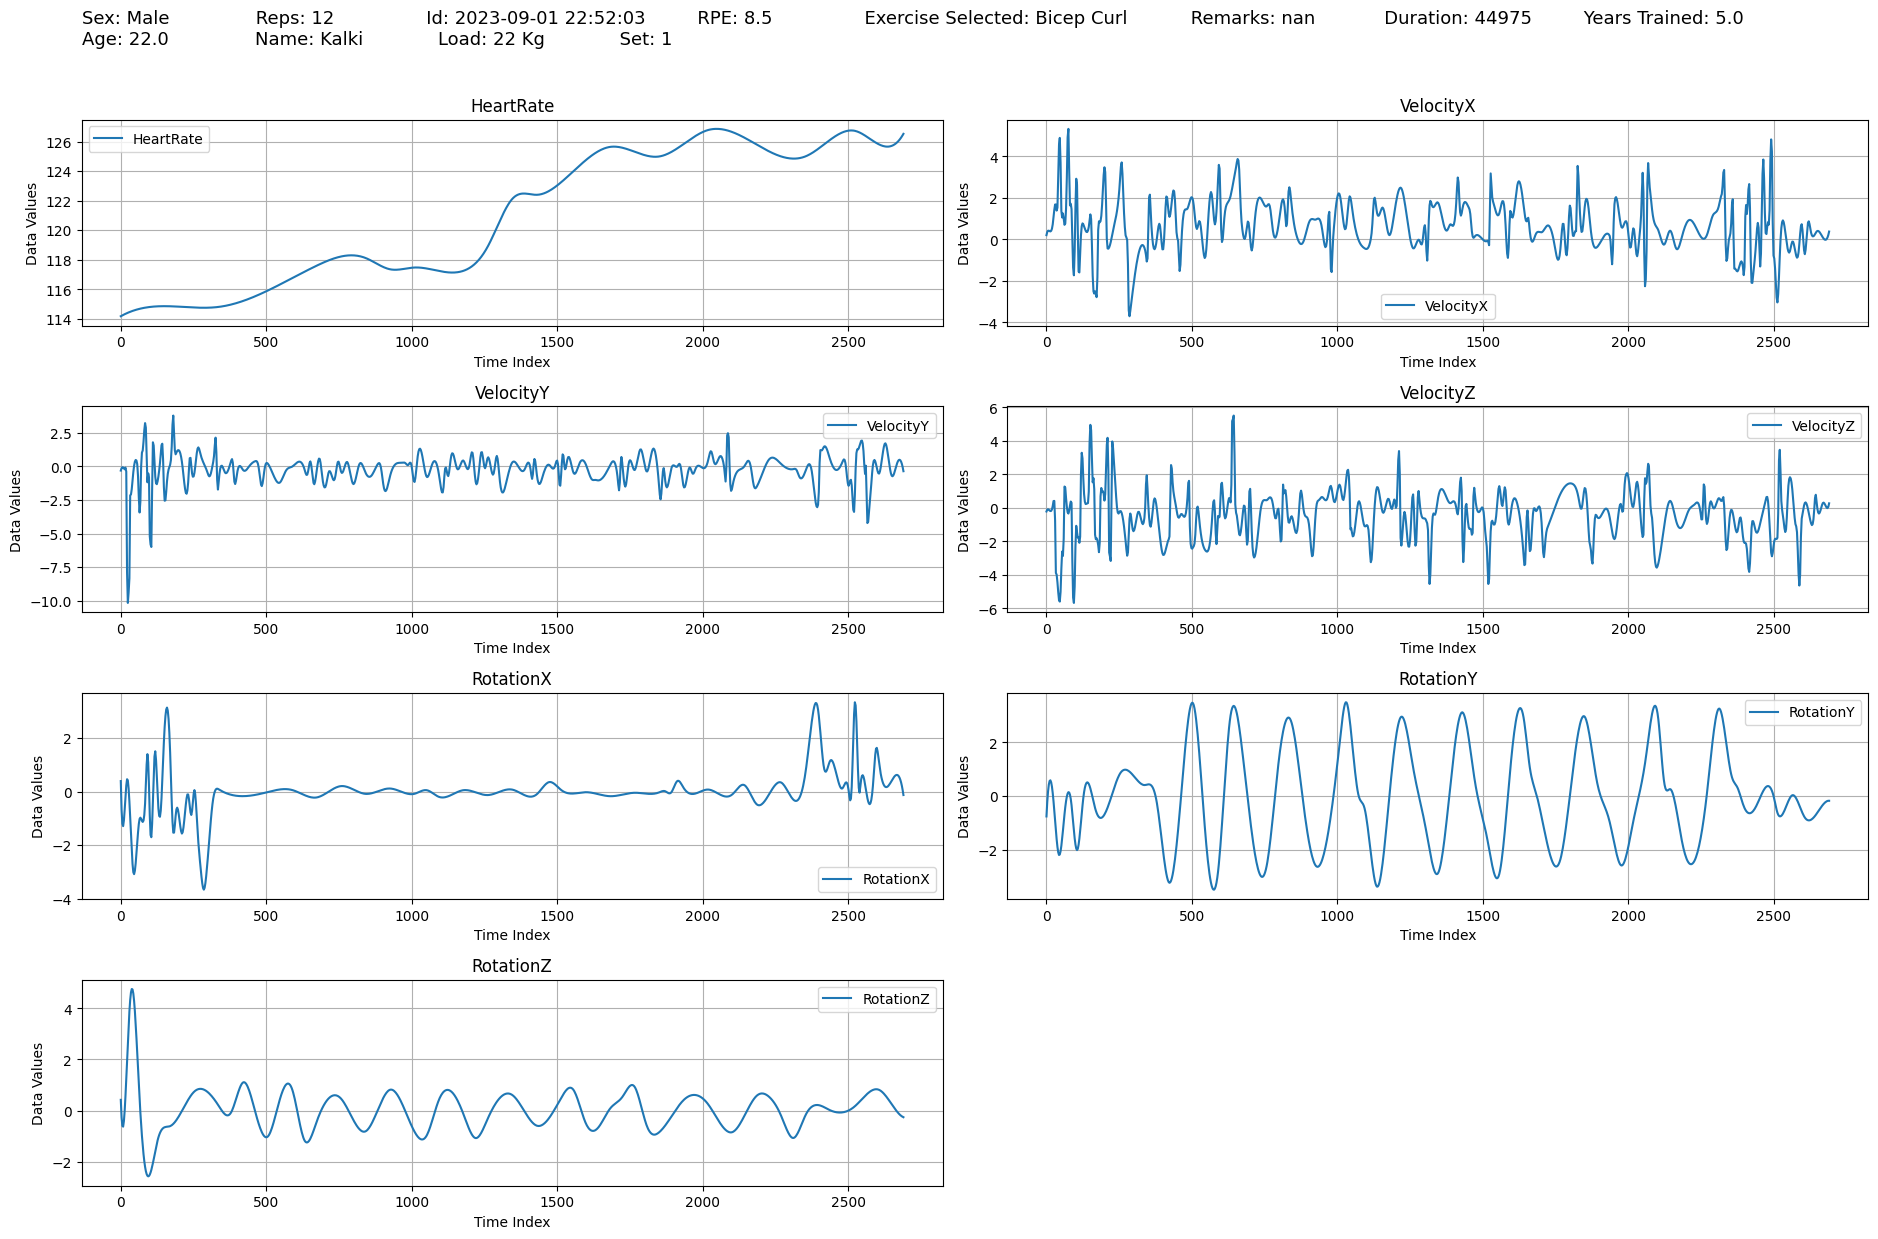 Sex: Male Reps: 12 Id: 2023-09-01 22:52:03 RPE: 8.5 Exercise Selected: Bicep Curl Remarks: nan Duration: 44975 Years Trained: 5.0
Age: 22.0 Name: Kalki Load: 22 Kg Set: 1
HeartRate
Data Values
126
124
122
120
118
116
114
HeartRate
0 500 1000 1500 2000 2500
Time Index
VelocityX
Data Values
4
2
0
−2
−4
VelocityX
0 500 1000 1500 2000 2500
Time Index
VelocityY
Data Values
2.5
0.0
−2.5
−5.0
−7.5
−10.0
VelocityY
0 500 1000 1500 2000 2500
Time Index
VelocityZ
Data Values
6
4
2
0
−2
−4
−6
VelocityZ
0 500 1000 1500 2000 2500
Time Index
RotationX
Data Values
2
0
−2
−4
RotationX
0 500 1000 1500 2000 2500
Time Index
RotationY
Data Values
2
0
−2
RotationY
0 500 1000 1500 2000 2500
Time Index
RotationZ
Data Values
4
2
0
−2
RotationZ
0 500 1000 1500 2000 2500
Time Index